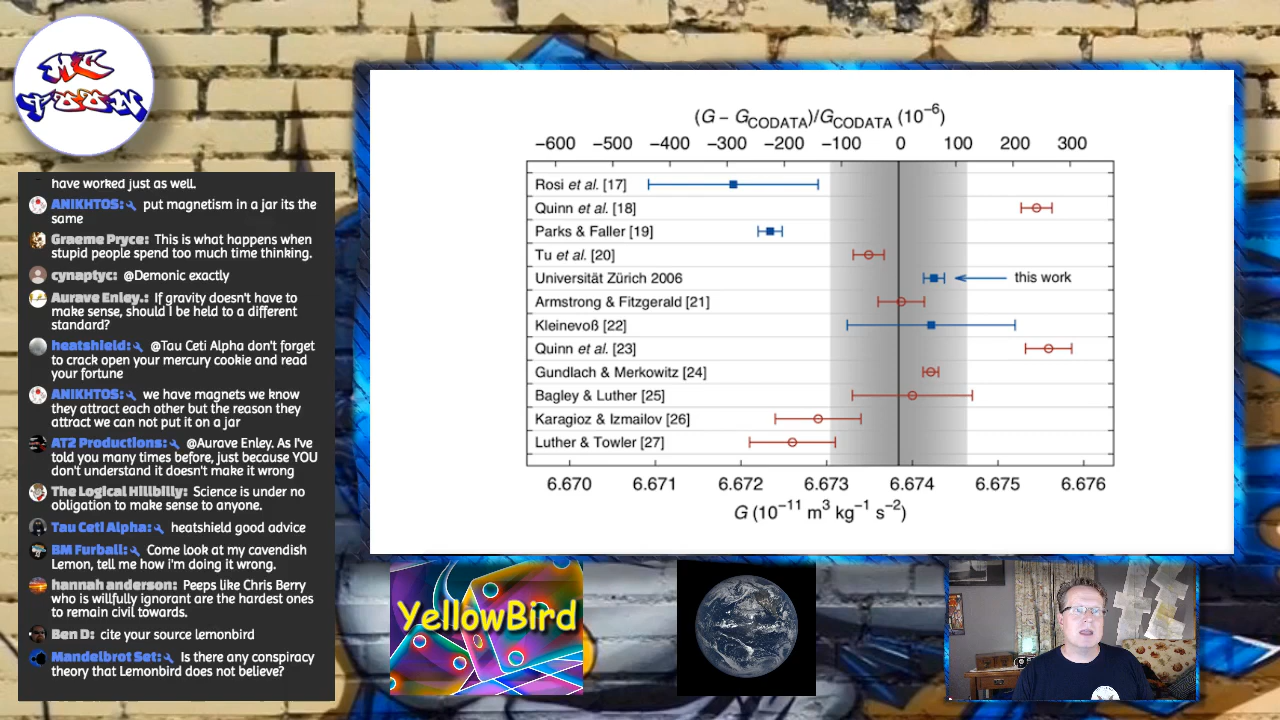 MC
TOON
have worked just as well.
ANIKHTOS: put magnetism in a jar its the
same
Graeme Pryce: This is what happens when
stupid people spend too much time thinking.
cynaptyc: @Demonic exactly
Aurave Enley.: If gravity doesn't have to
make sense, should I be held to a different
standard?
heatshield: @Tau Ceti Alpha don't forget
to crack open your mercury cookie and read
your fortune
ANIKHTOS: we have magnets we know
they attract each other but the reason they
attract we can not put it on a jar
AT2 Productions: @Aurave Enley. As I've
told you many times before, just because YOU
don't understand it doesn't make it wrong
The Logical Hillbilly: Science is under no
obligation to make sense to anyone.
Tau Ceti Alpha: heatshield good advice
BM Furball: Come look at my cavendish
Lemon, tell me how i'm doing it wrong.
hannah anderson: Peeps like Chris Berry
who is willfully ignorant are the hardest ones
to remain civil towards.
Ben D: cite your source lemonbird
Mandelbrot Set: Is there any conspiracy
theory that Lemonbird does not believe?
(G − G_CODATA)/G_CODATA (10⁻⁶)
−600 −500 −400 −300 −200 −100 0 100 200 300
Rosi et al. [17]
Quinn et al. [18]
Parks & Faller [19]
Tu et al. [20]
Universität Zürich 2006 this work
Armstrong & Fitzgerald [21]
Kleinevoß [22]
Quinn et al. [23]
Gundlach & Merkowitz [24]
Bagley & Luther [25]
Karagioz & Izmailov [26]
Luther & Towler [27]
6.670 6.671 6.672 6.673 6.674 6.675 6.676
G (10⁻¹¹ m³ kg⁻¹ s⁻²)
YellowBird